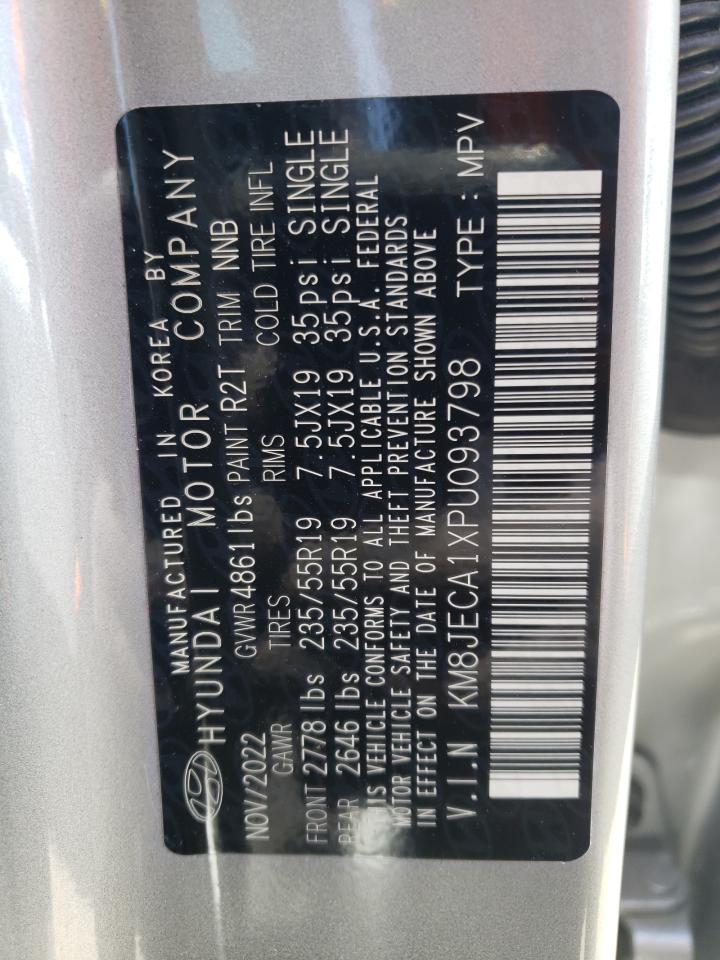 MANUFACTURED IN KOREA BY
HYUNDAI MOTOR COMPANY
NOV/2022 GVWR 4861 lbs PAINT R2T TRIM NNB
GAWR TIRES RIMS COLD TIRE INFL
FRONT 2778 lbs 235/55R19 7.5JX19 35psi SINGLE
REAR 2646 lbs 235/55R19 7.5JX19 35psi SINGLE
THIS VEHICLE CONFORMS TO ALL APPLICABLE U.S.A. FEDERAL
MOTOR VEHICLE SAFETY AND THEFT PREVENTION STANDARDS
IN EFFECT ON THE DATE OF MANUFACTURE SHOWN ABOVE
V.I.N KM8JECA1XPU093798 TYPE : MPV